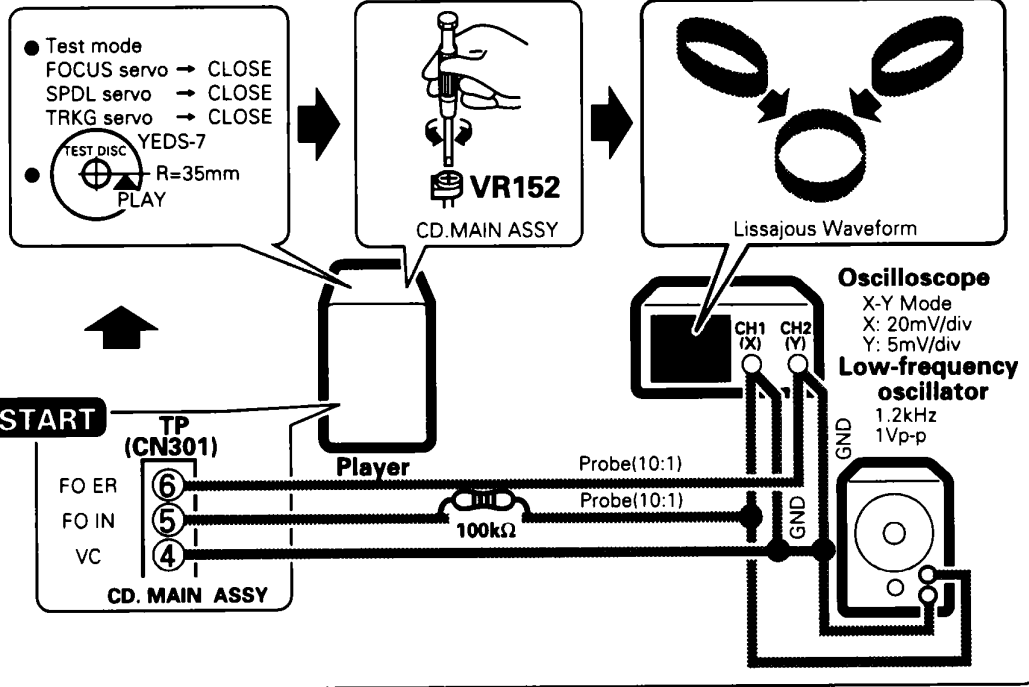 ● Test mode
FOCUS servo → CLOSE
SPDL servo → CLOSE
TRKG servo → CLOSE
YEDS-7
TEST DISC
● R=35mm
PLAY
VR152
CD.MAIN ASSY
Lissajous Waveform
Oscilloscope
X-Y Mode
X: 20mV/div
Y: 5mV/div
CH1 (X)
CH2 (Y)
Low-frequency
oscillator
1.2kHz
1Vp-p
START
TP
(CN301)
Player
FO ER ⑥
Probe(10:1)
FO IN ⑤
Probe(10:1)
100kΩ
VC ④
GND
GND
CD. MAIN ASSY